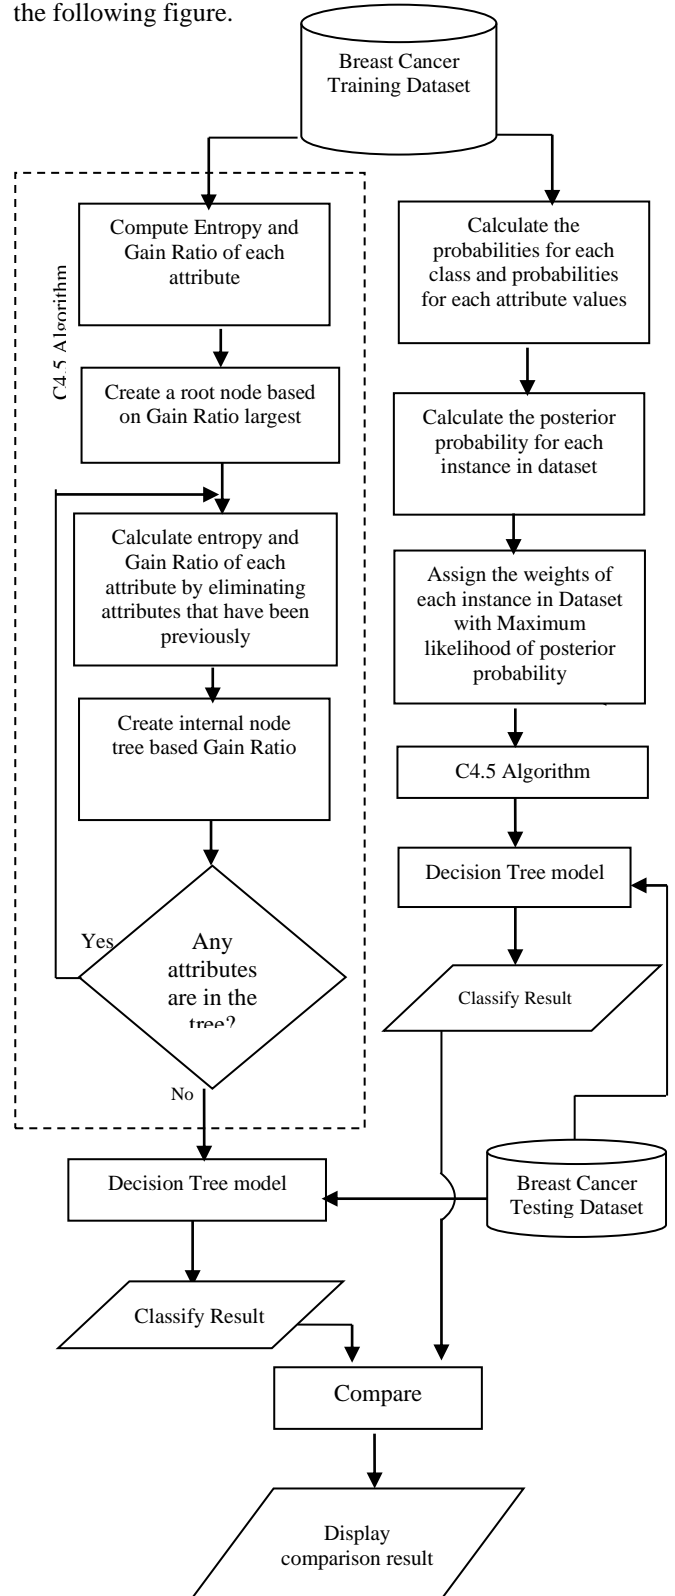 the following figure.
Breast Cancer
Training Dataset
C4.5 Algorithm
Compute Entropy and
Gain Ratio of each
attribute
Create a root node based
on Gain Ratio largest
Calculate entropy and
Gain Ratio of each
attribute by eliminating
attributes that have been
previously
Create internal node
tree based Gain Ratio
Yes
Any
attributes
are in the
tree?
No
Decision Tree model
Classify Result
Calculate the
probabilities for each
class and probabilities
for each attribute values
Calculate the posterior
probability for each
instance in dataset
Assign the weights of
each instance in Dataset
with Maximum
likelihood of posterior
probability
C4.5 Algorithm
Decision Tree model
Classify Result
Breast Cancer
Testing Dataset
Compare
Display
comparison result